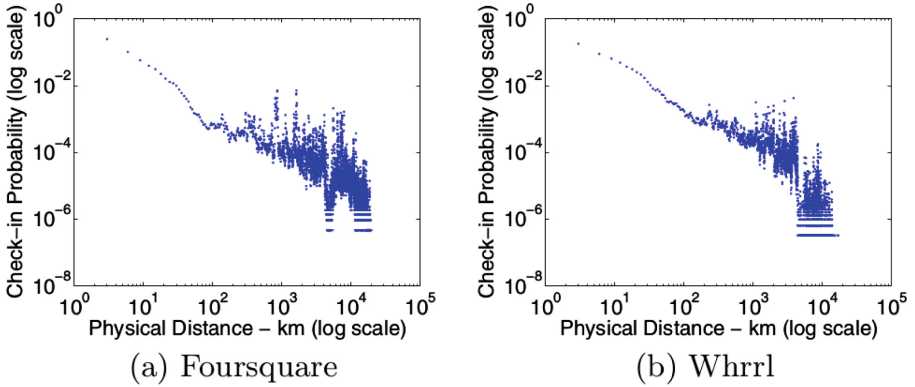 10^0
10^-2
10^-4
10^-6
10^-8
Check-in Probability (log scale)
10^0 10^1 10^2 10^3 10^4 10^5
Physical Distance - km (log scale)
(a) Foursquare
10^0
10^-2
10^-4
10^-6
10^-8
Check-in Probability (log scale)
10^0 10^1 10^2 10^3 10^4 10^5
Physical Distance - km (log scale)
(b) Whrrl